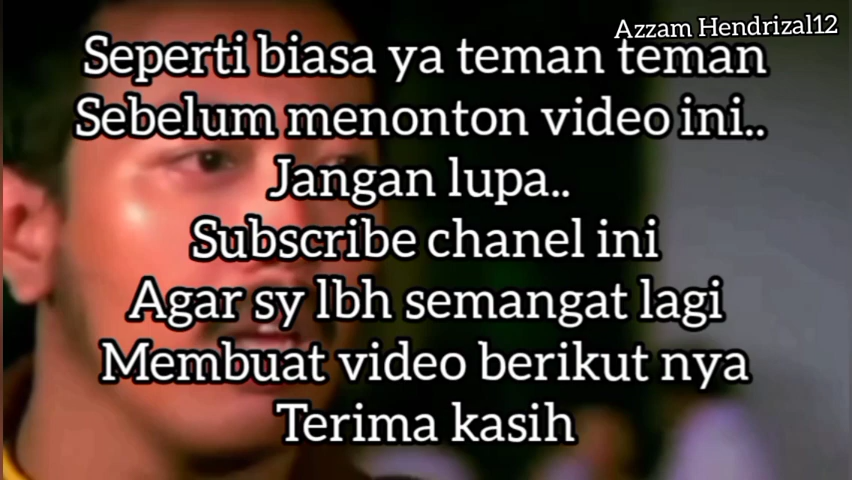 Azzam Hendrizal12
Seperti biasa ya teman teman
Sebelum menonton video ini..
Jangan lupa..
Subscribe chanel ini
Agar sy lbh semangat lagi
Membuat video berikut nya
Terima kasih